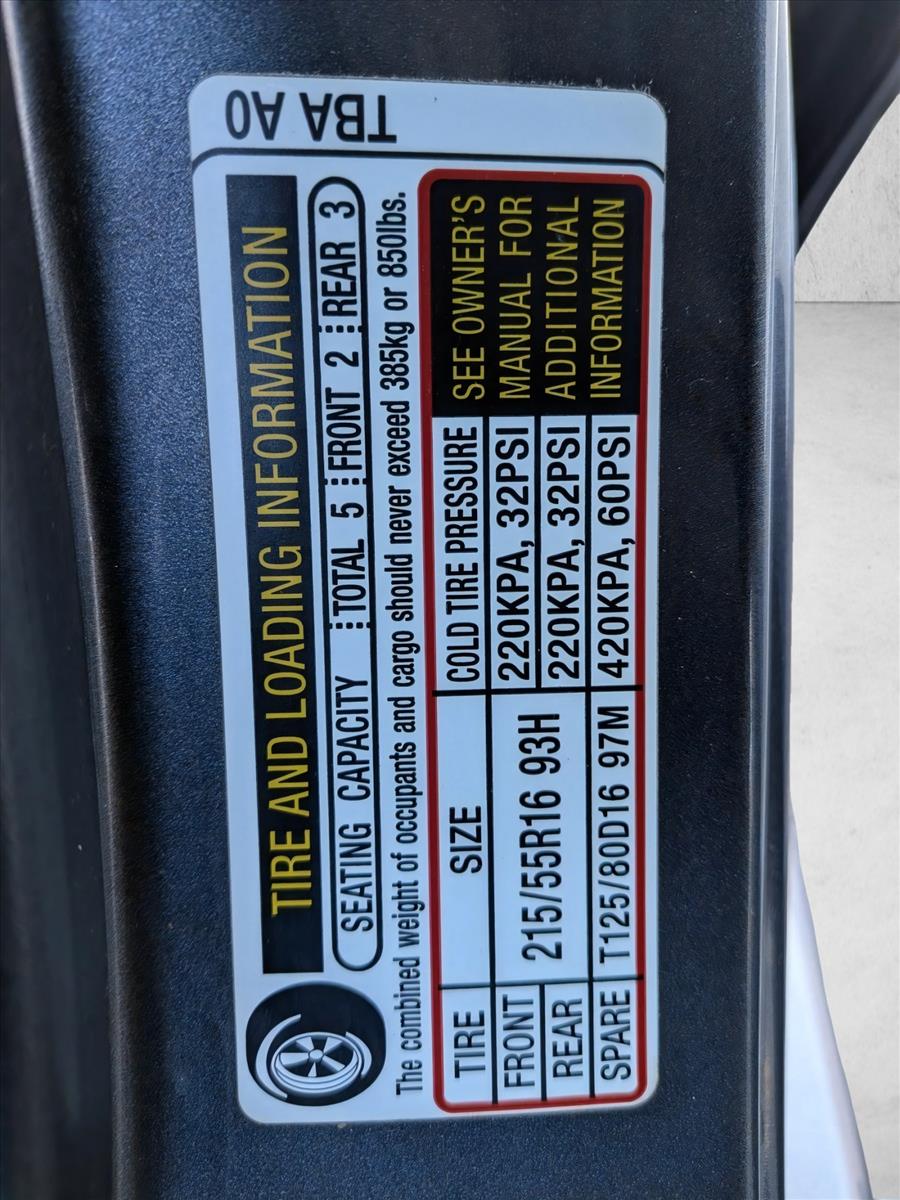 TIRE AND LOADING INFORMATION
SEATING CAPACITY TOTAL 5 FRONT 2 REAR 3
The combined weight of occupants and cargo should never exceed 385kg or 850lbs.
TIRE SIZE COLD TIRE PRESSURE
FRONT 215/55R16 93H 220KPA, 32PSI
REAR 220KPA, 32PSI
SPARE T125/80D16 97M 420KPA, 60PSI
SEE OWNER'S
MANUAL FOR
ADDITIONAL
INFORMATION
TBA A0